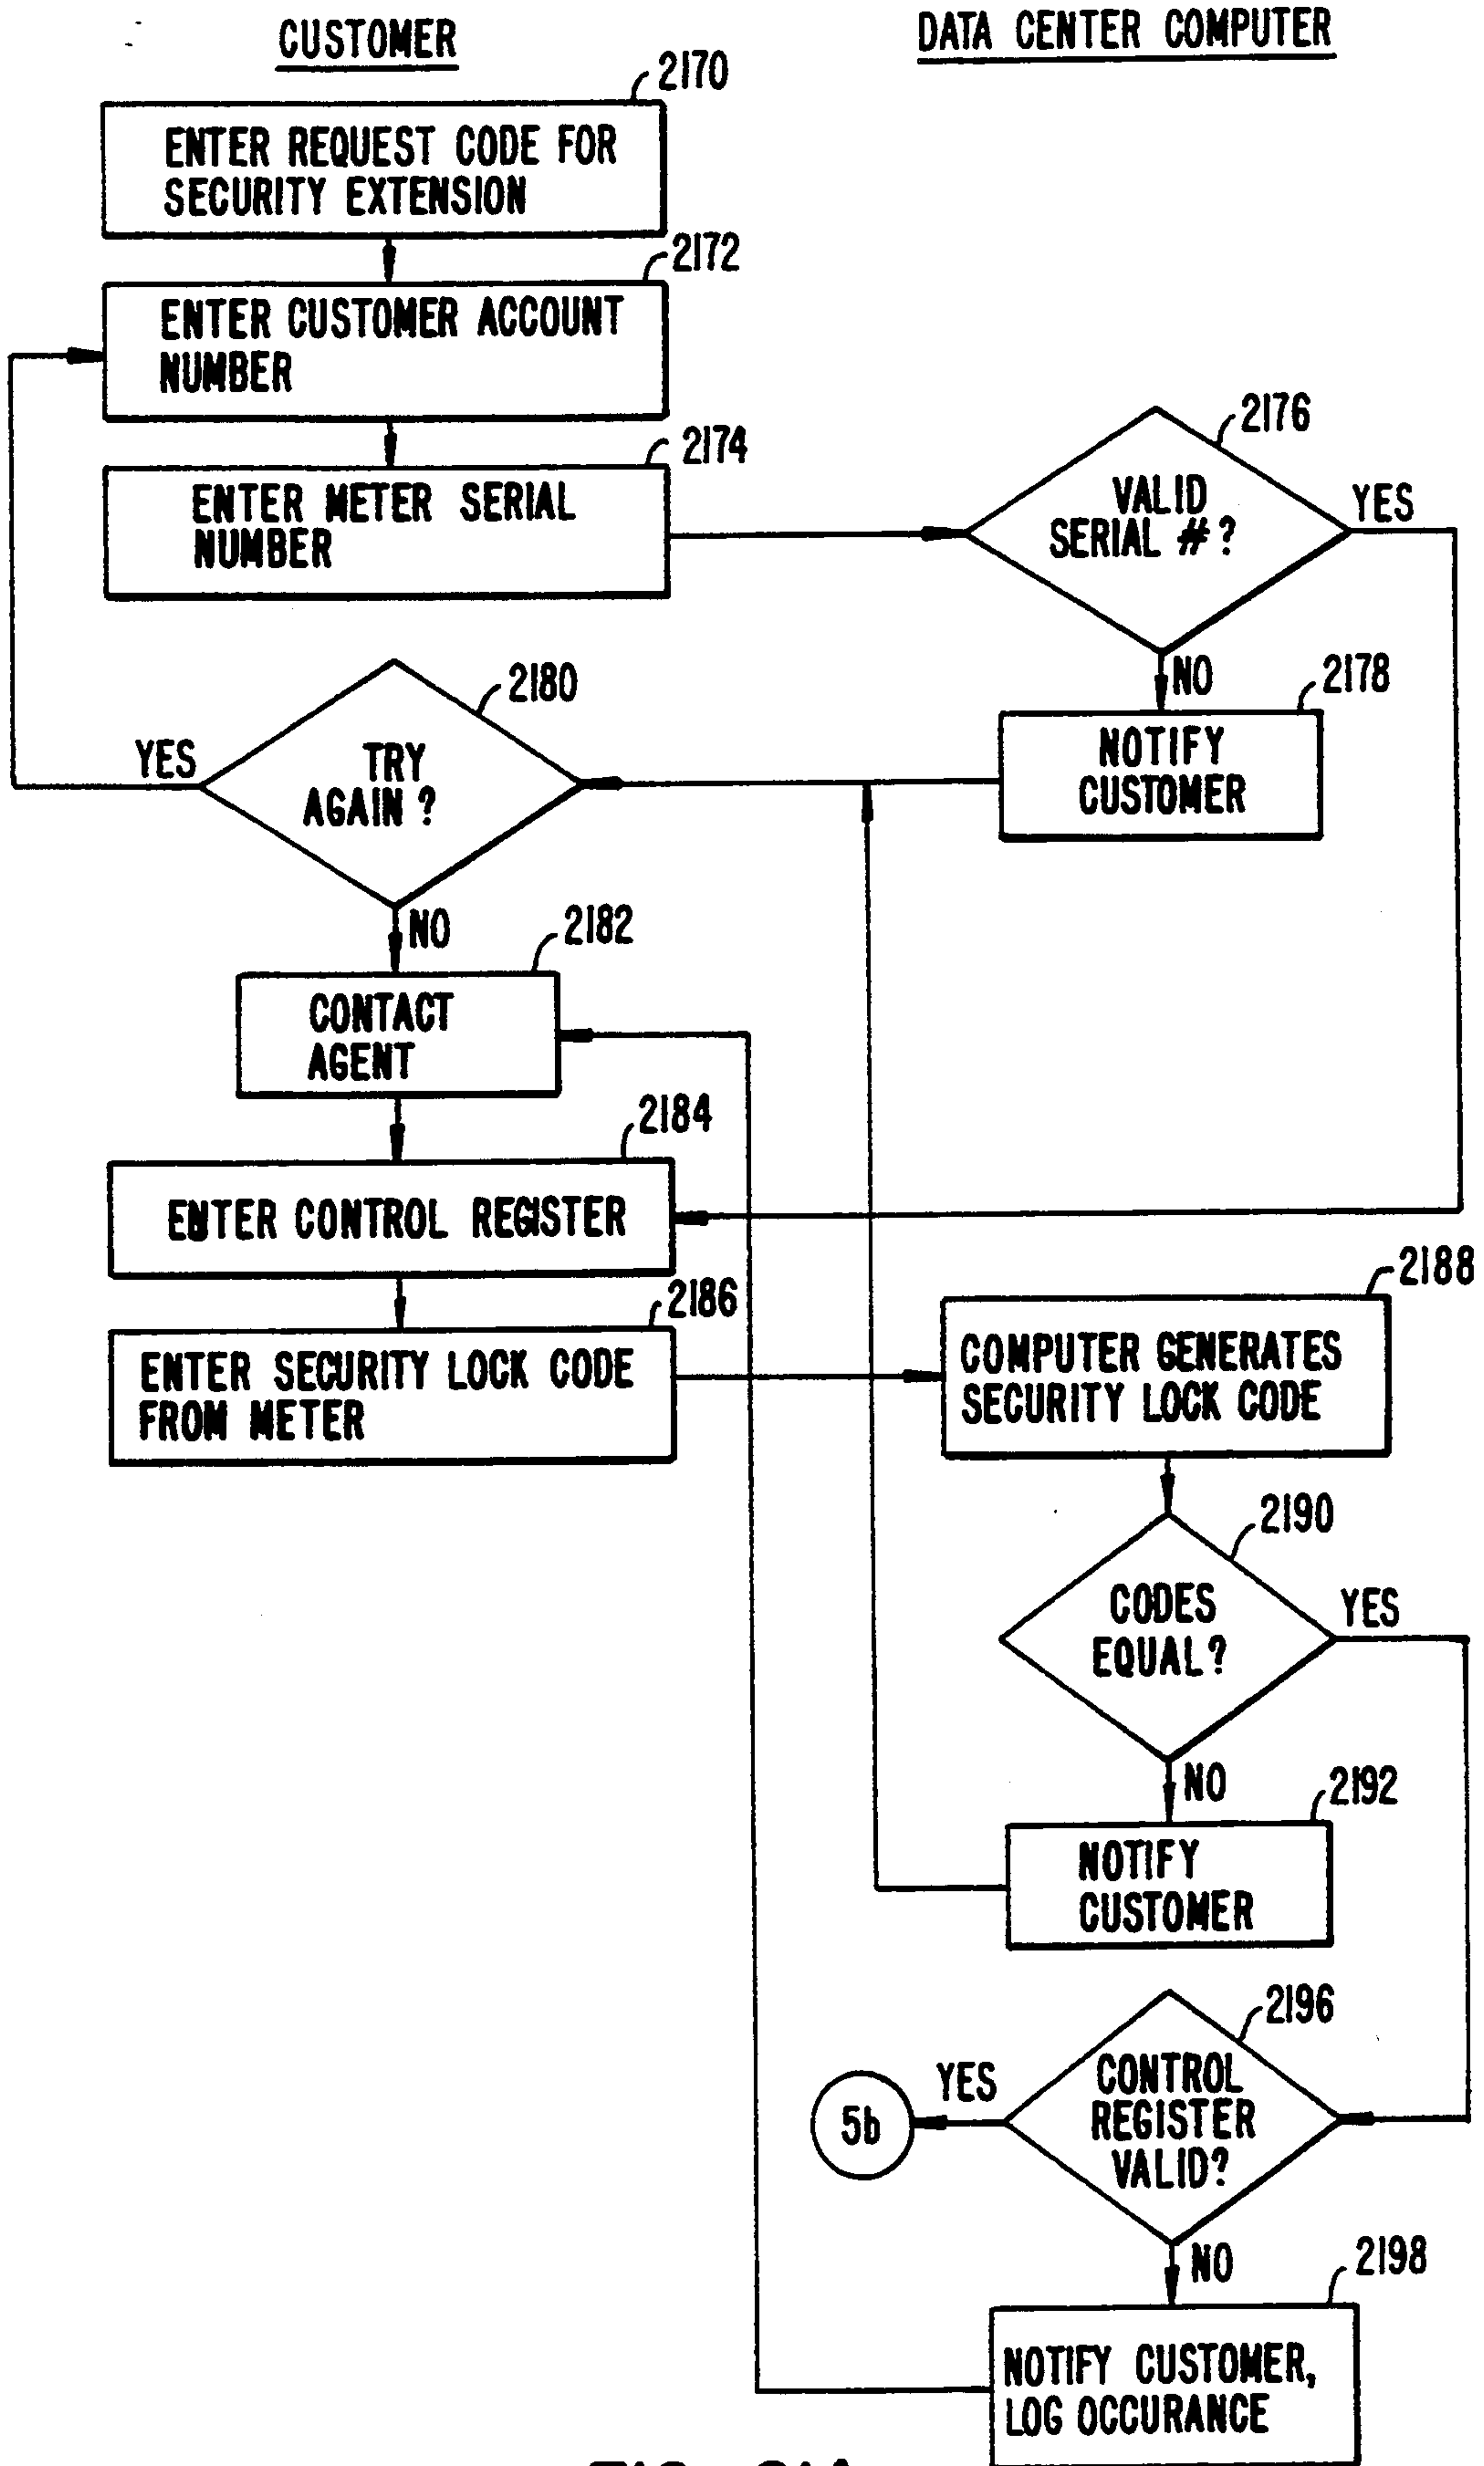 CUSTOMER
DATA CENTER COMPUTER
2170
ENTER REQUEST CODE FOR
SECURITY EXTENSION
2172
ENTER CUSTOMER ACCOUNT
NUMBER
2174
ENTER METER SERIAL
NUMBER
2176
VALID
SERIAL #?
YES
NO
2178
NOTIFY
CUSTOMER
2180
TRY
AGAIN?
YES
NO
2182
CONTACT
AGENT
2184
ENTER CONTROL REGISTER
2186
ENTER SECURITY LOCK CODE
FROM METER
2188
COMPUTER GENERATES
SECURITY LOCK CODE
2190
CODES
EQUAL?
YES
NO
2192
NOTIFY
CUSTOMER
2196
CONTROL
REGISTER
VALID?
YES
5b
NO
2198
NOTIFY CUSTOMER,
LOG OCCURANCE